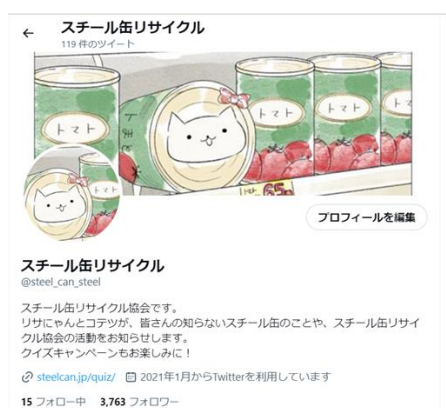 ← スチール缶リサイクル
119 件のツイート
トマト
トマト
トマト
トマト
65
プロフィールを編集
スチール缶リサイクル
@steel_can_steel
スチール缶リサイクル協会です。
リサにゃんとコテツが、皆さんの知らないスチール缶のことや、スチール缶リサイ
クル協会の活動をお知らせします。
クイズキャンペーンもお楽しみに！
steelcan.jp/quiz/ 2021年1月からTwitterを利用しています
15 フォロー中 3,763 フォロワー